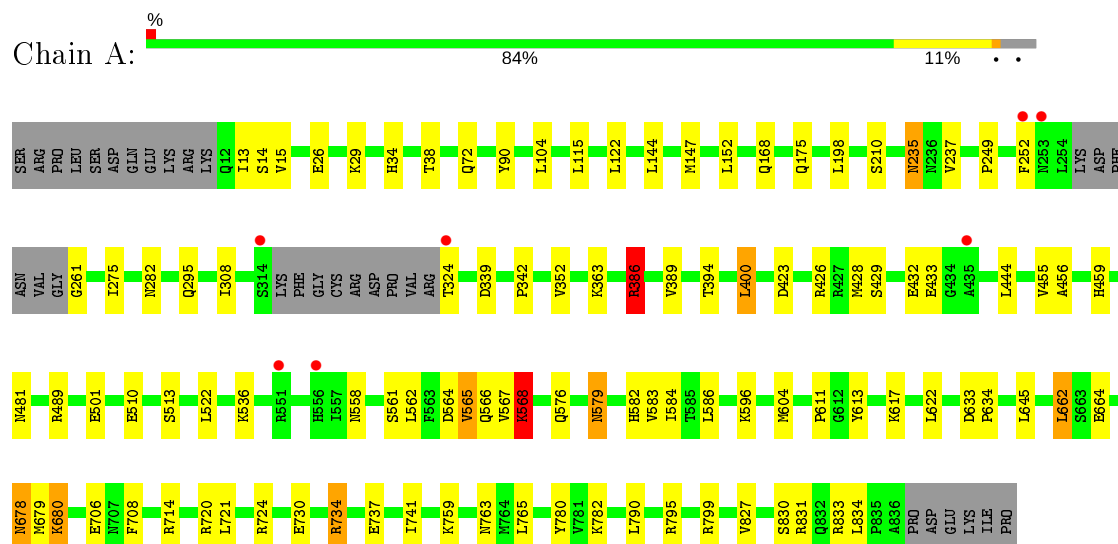 %
Chain A:
84% 11% • •
SER ARG PRO LEU SER ASP GLN GLU LYS ARG LYS Q12 I13 S14 V15 E26 K29 H34 T38 Q72 Y90 L104 L115 L122 L144 M147 L152 Q168 Q175 L198 S210 N235 N236 V237 P249 F252 N253 L254 LYS ASP PHE
ASN VAL GLY G261 I275 N282 Q295 I308 S314 LYS PHE GLY CYS ARG ASP PRO VAL ARG T324 D339 P342 V352 K363 R386 V389 T394 L400 D423 R426 R427 M428 S429 E432 E433 G434 A435 L444 V455 A456 H459
N481 R489 E501 E510 S513 L522 K536 R551 H556 I557 N558 S561 L562 F563 D564 V565 Q566 V567 K568 Q576 N579 H582 V583 I584 T585 L586 K596 M604 P611 G612 Y613 K617 L622 D633 P634 L645 L662 S663 E664
N678 M679 K680 E706 N707 F708 R714 R720 L721 R724 E730 R734 E737 I741 K759 N763 M764 L765 Y780 V781 K782 L790 R795 R799 V827 S830 R831 Q832 R833 L834 P835 A836 PRO ASP GLU LYS ILE PRO